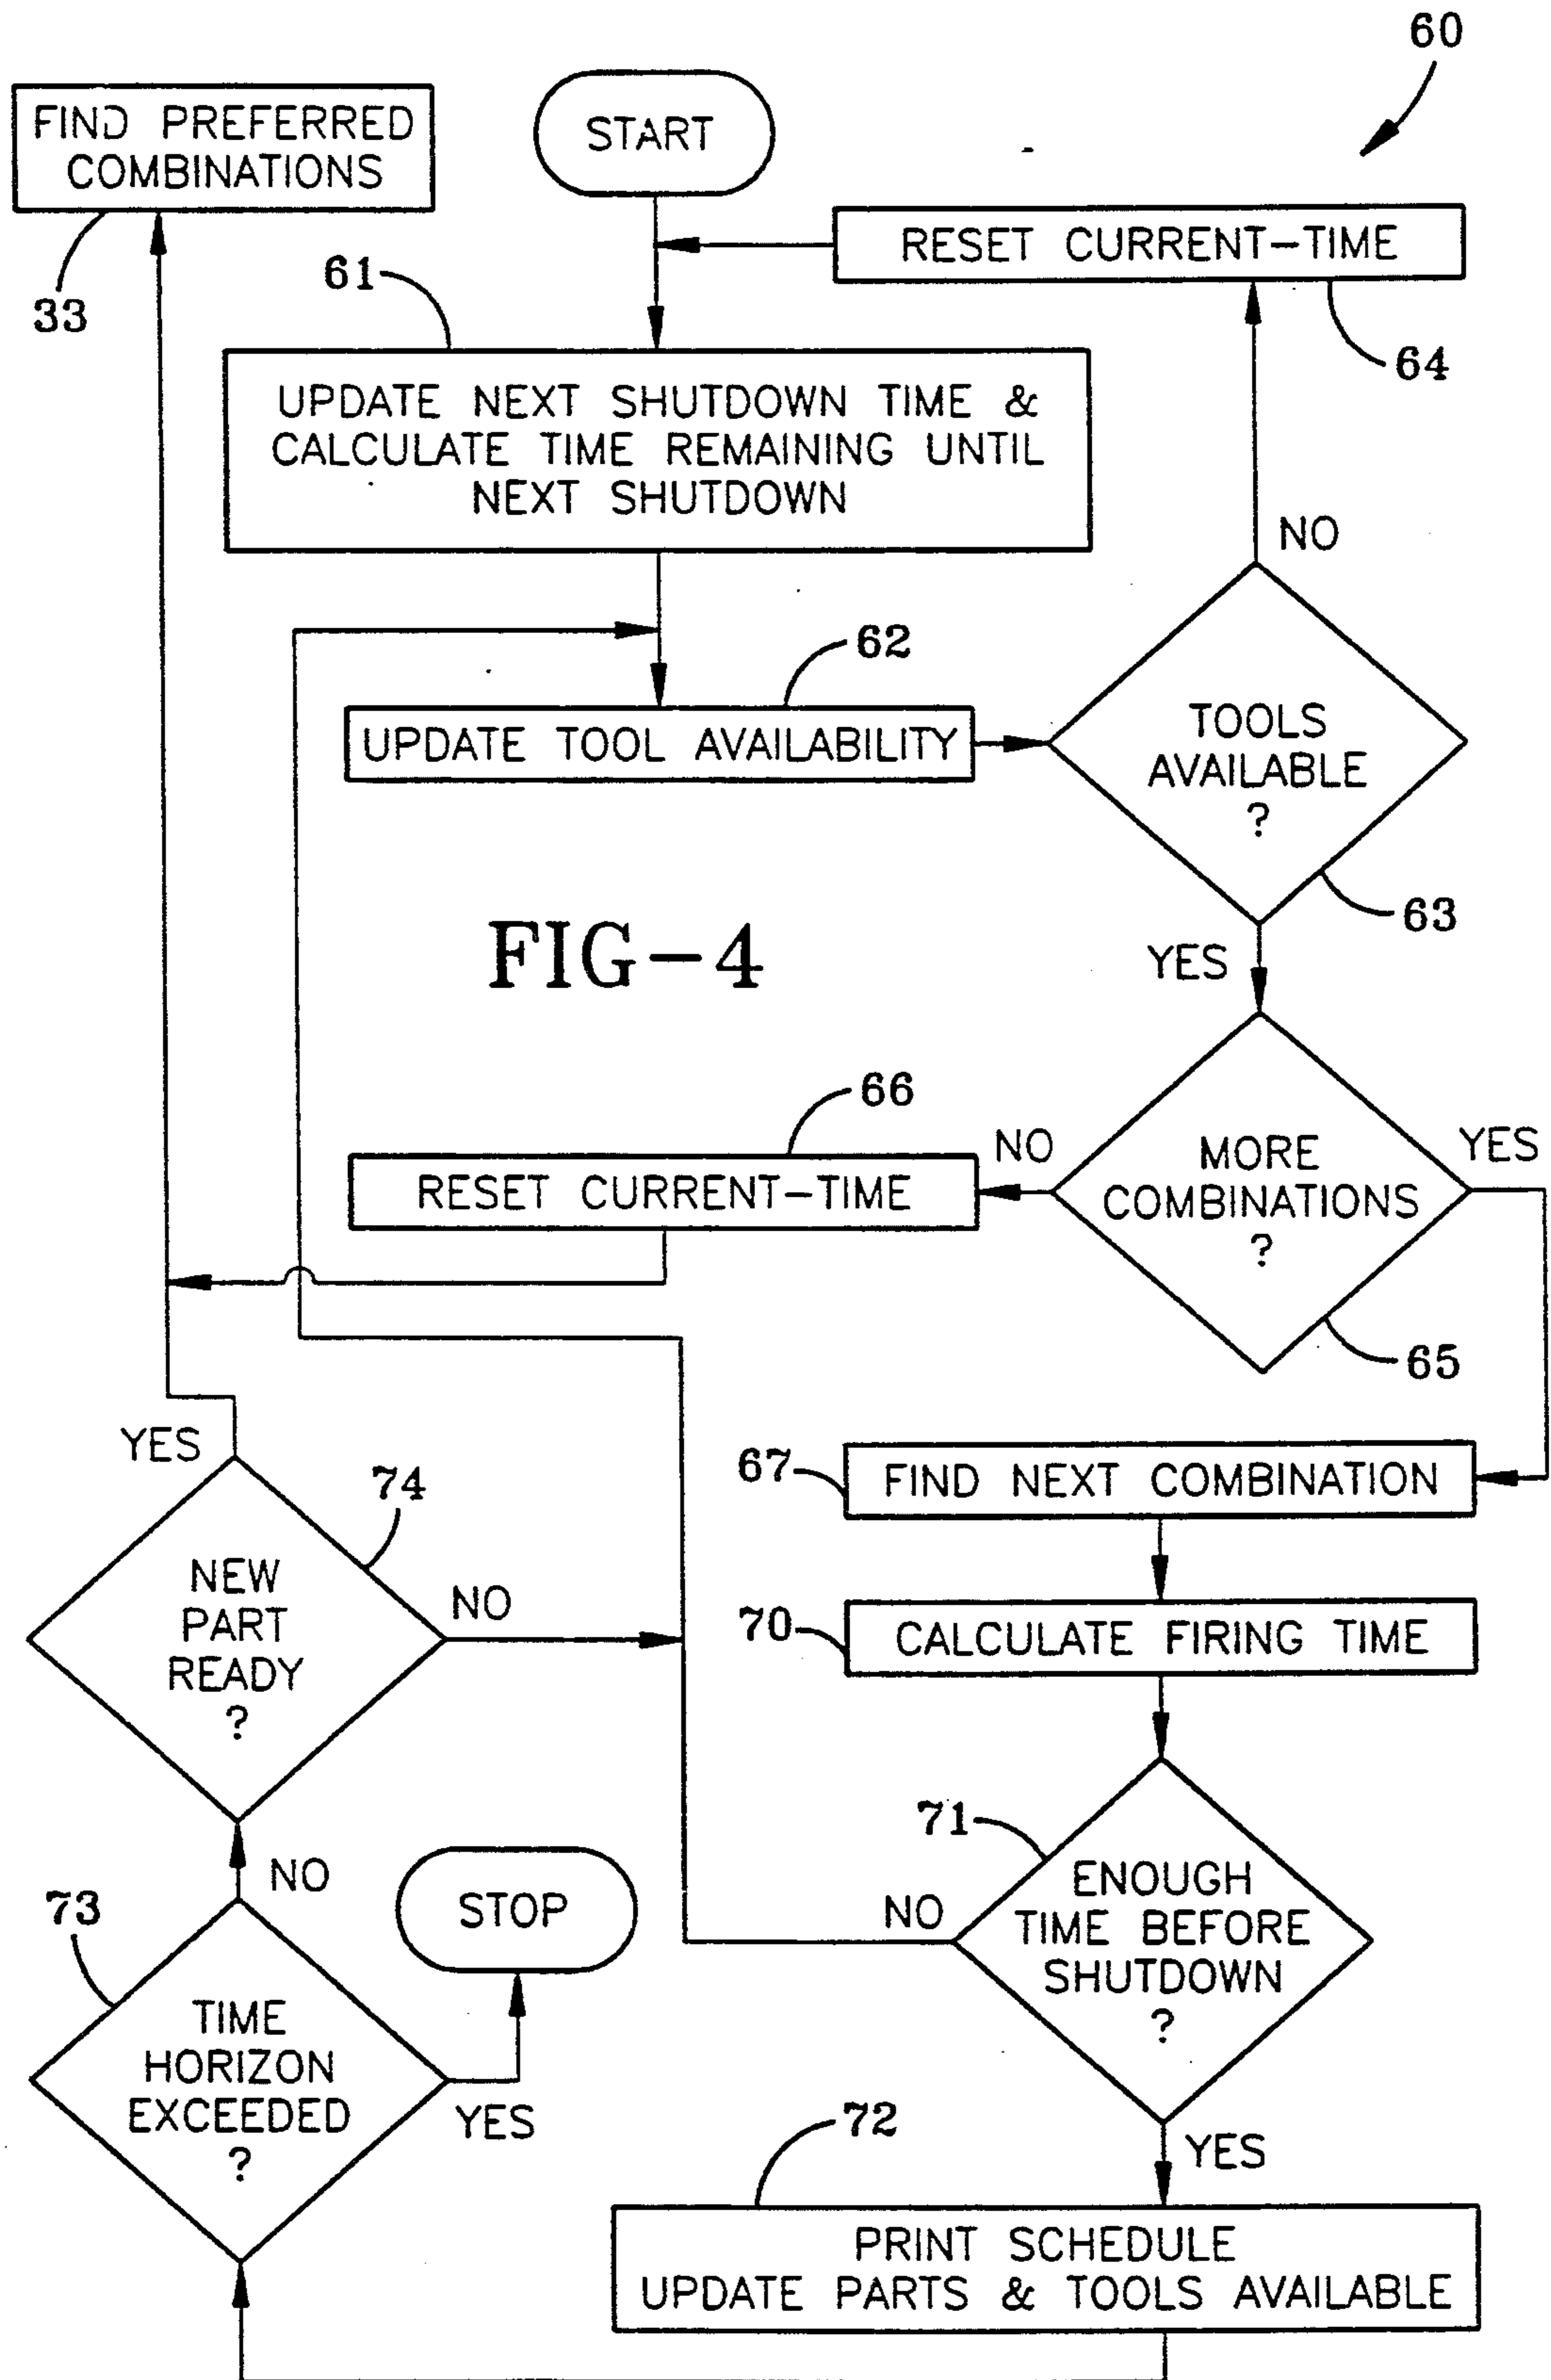 60
FIND PREFERRED
COMBINATIONS
START
RESET CURRENT-TIME
33
61
64
UPDATE NEXT SHUTDOWN TIME &
CALCULATE TIME REMAINING UNTIL
NEXT SHUTDOWN
NO
62
UPDATE TOOL AVAILABILITY
TOOLS
AVAILABLE
?
63
FIG-4
YES
66
NO
RESET CURRENT-TIME
MORE
COMBINATIONS
?
YES
65
YES
74
67
FIND NEXT COMBINATION
NEW
PART
READY
?
NO
70
CALCULATE FIRING TIME
71
NO
STOP
NO
ENOUGH
TIME BEFORE
SHUTDOWN
?
73
TIME
HORIZON
EXCEEDED
?
YES
72
YES
PRINT SCHEDULE
UPDATE PARTS & TOOLS AVAILABLE